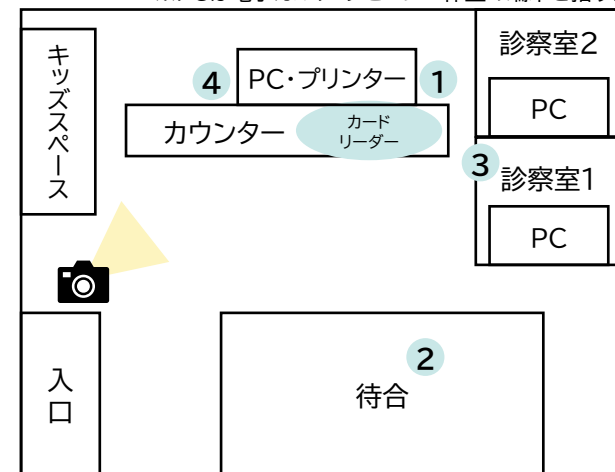 キッズスペース
4
PC・プリンター
1
カウンター
カード
リーダー
診察室2
PC
3
診察室1
PC
入口
2
待合